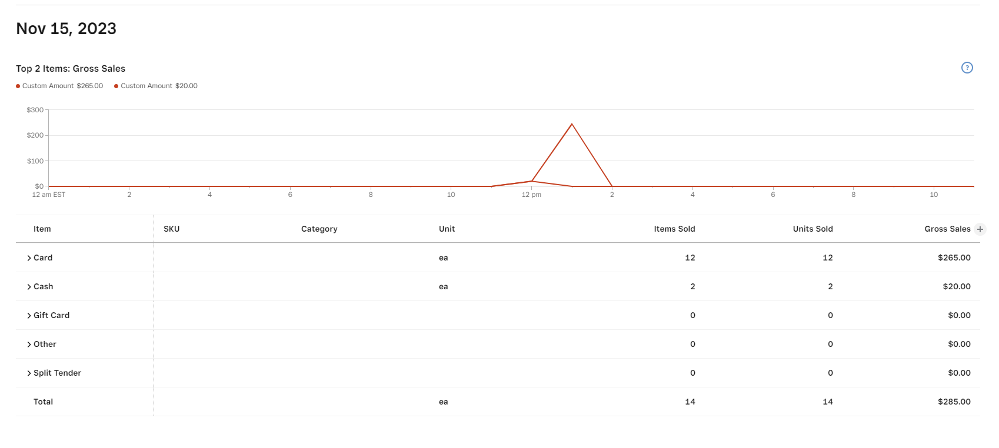 Nov 15, 2023
Top 2 Items: Gross Sales
?
Custom Amount $265.00 Custom Amount $20.00
$300
$200
$100
$0
12 am EST 2 4 6 8 10 12 pm 2 4 6 8 10
Item SKU Category Unit Items Sold Units Sold Gross Sales +
Card ea 12 12 $265.00
Cash ea 2 2 $20.00
Gift Card 0 0 $0.00
Other 0 0 $0.00
Split Tender 0 0 $0.00
Total ea 14 14 $285.00